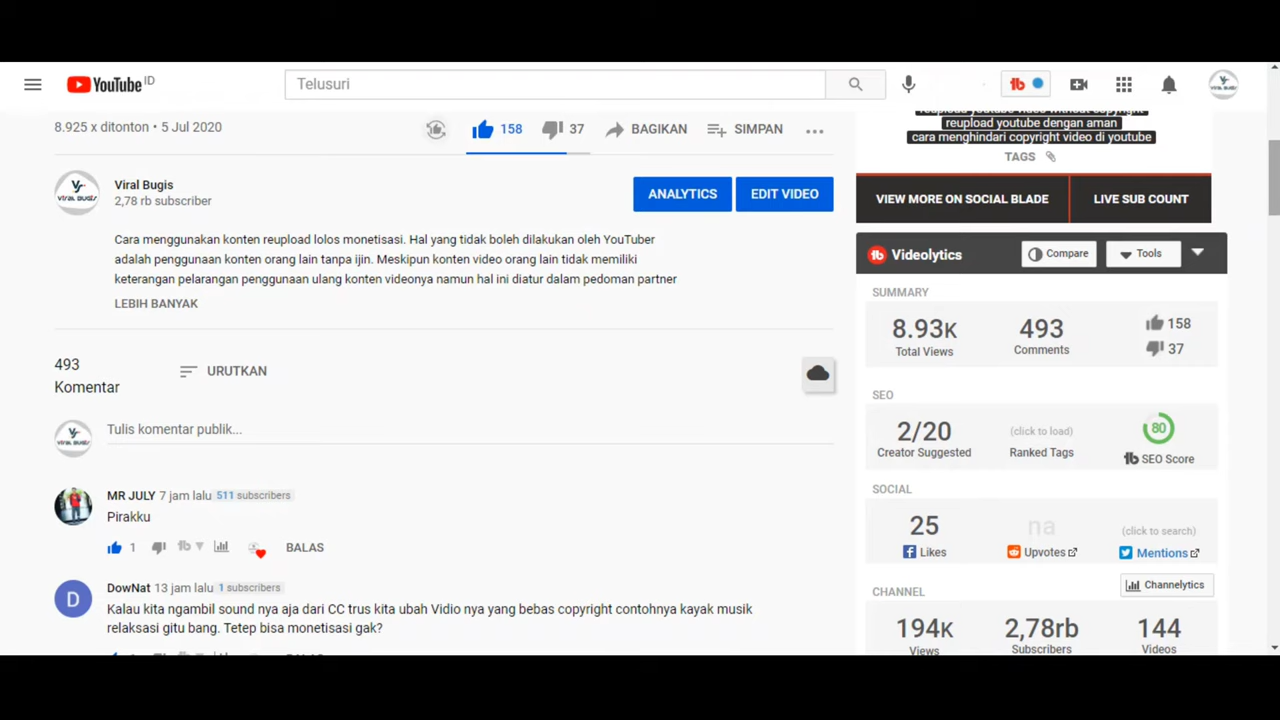 YouTube ID
Telusuri
8.925 x ditonton • 5 Jul 2020
158
37
BAGIKAN
SIMPAN
Viral Bugis
2,78 rb subscriber
ANALYTICS
EDIT VIDEO
Cara menggunakan konten reupload lolos monetisasi. Hal yang tidak boleh dilakukan oleh YouTuber
adalah penggunaan konten orang lain tanpa ijin. Meskipun konten video orang lain tidak memiliki
keterangan pelarangan penggunaan ulang konten videonya namun hal ini diatur dalam pedoman partner
LEBIH BANYAK
493
Komentar
URUTKAN
Tulis komentar publik...
MR JULY 7 jam lalu 511 subscribers
Pirakku
1
BALAS
D
DowNat 13 jam lalu 1 subscribers
Kalau kita ngambil sound nya aja dari CC trus kita ubah Vidio nya yang bebas copyright contohnya kayak musik
relaksasi gitu bang. Tetep bisa monetisasi gak?
reupload youtube dengan aman
cara menghindari copyright video di youtube
TAGS
VIEW MORE ON SOCIAL BLADE
LIVE SUB COUNT
Videolytics
Compare
Tools
SUMMARY
8.93K
Total Views
493
Comments
158
37
SEO
2/20
Creator Suggested
(click to load)
Ranked Tags
80
SEO Score
SOCIAL
25
Likes
na
Upvotes
(click to search)
Mentions
CHANNEL
Channelytics
194K
Views
2,78rb
Subscribers
144
Videos